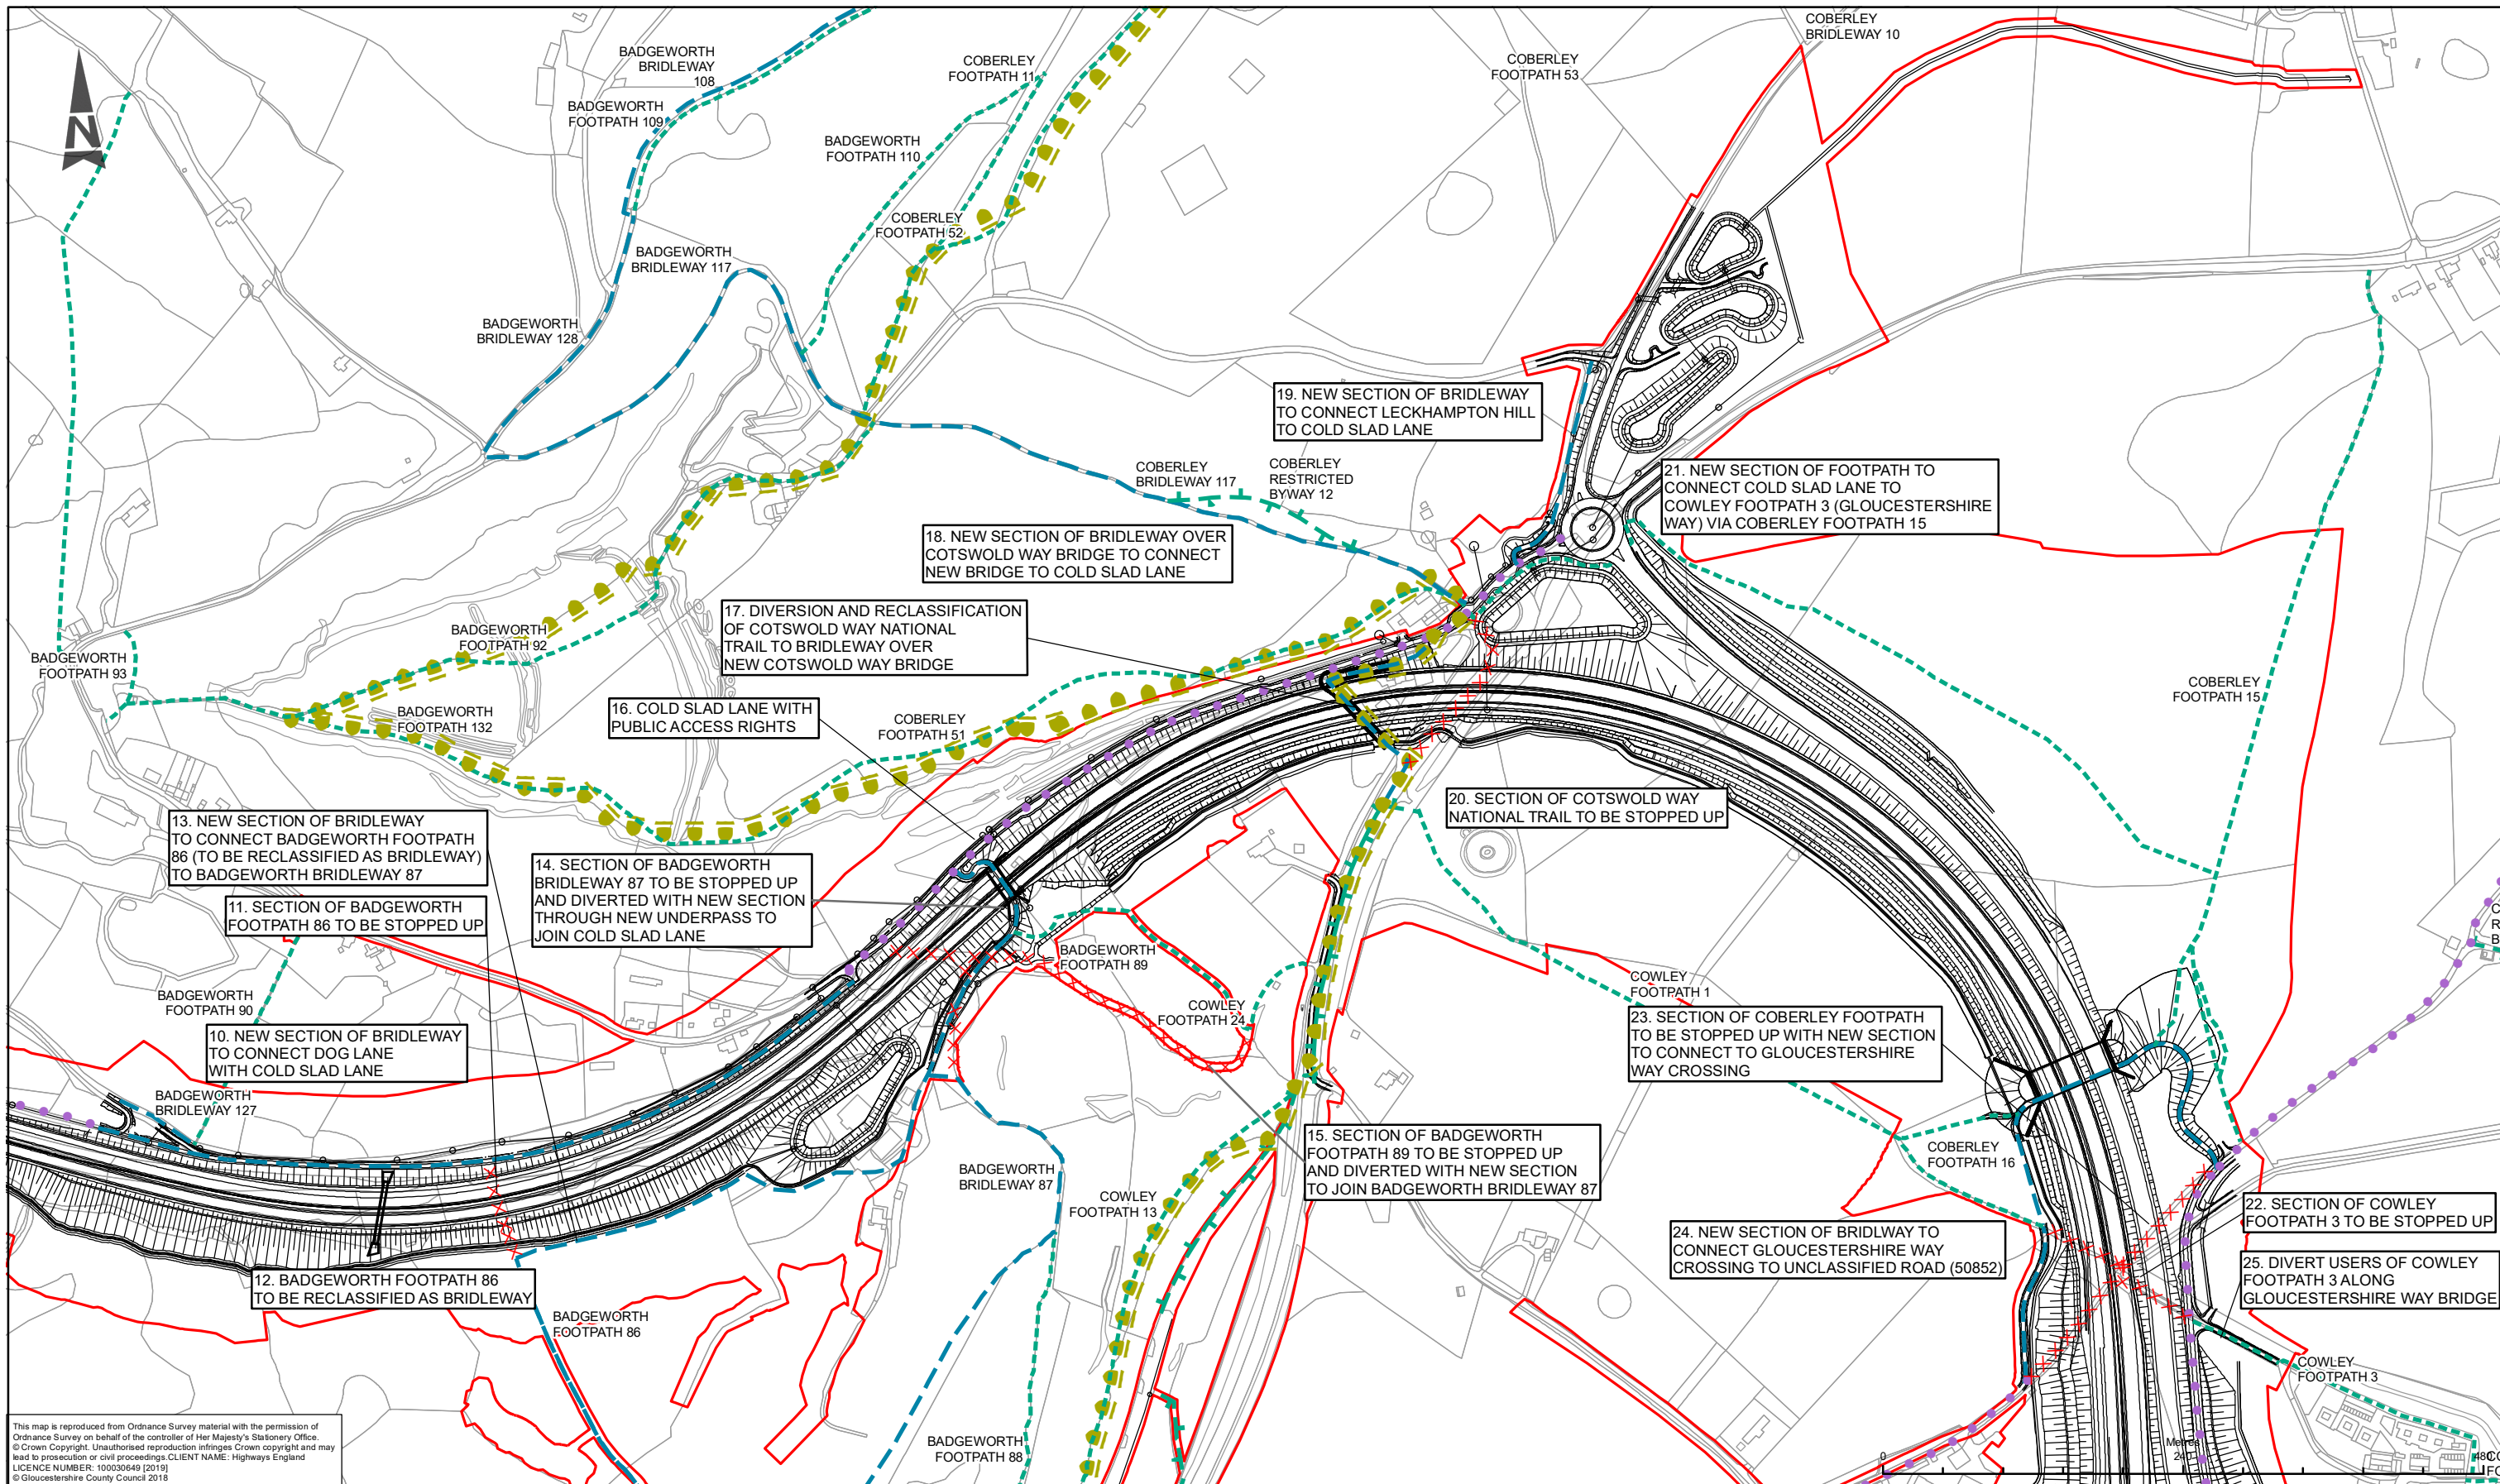 COBERLEY
BRIDLEWAY 10
BADGEWORTH
BRIDLEWAY
108
COBERLEY
FOOTPATH 11
COBERLEY
FOOTPATH 53
BADGEWORTH
FOOTPATH 109
N
BADGEWORTH
FOOTPATH 110
COBERLEY
FOOTPATH 52
BADGEWORTH
BRIDLEWAY 117
BADGEWORTH
BRIDLEWAY 128
19. NEW SECTION OF BRIDLEWAY
TO CONNECT LECKHAMPTON HILL
TO COLD SLAD LANE
COBERLEY
BRIDLEWAY 117
COBERLEY
RESTRICTED
BYWAY 12
21. NEW SECTION OF FOOTPATH TO
CONNECT COLD SLAD LANE TO
COWLEY FOOTPATH 3 (GLOUCESTERSHIRE
WAY) VIA COBERLEY FOOTPATH 15
18. NEW SECTION OF BRIDLEWAY OVER
COTSWOLD WAY BRIDGE TO CONNECT
NEW BRIDGE TO COLD SLAD LANE
17. DIVERSION AND RECLASSIFICATION
OF COTSWOLD WAY NATIONAL
TRAIL TO BRIDLEWAY OVER
NEW COTSWOLD WAY BRIDGE
BADGEWORTH
FOOTPATH 92
BADGEWORTH
FOOTPATH 93
COBERLEY
FOOTPATH 15
16. COLD SLAD LANE WITH
PUBLIC ACCESS RIGHTS
BADGEWORTH
FOOTPATH 132
COBERLEY
FOOTPATH 51
20. SECTION OF COTSWOLD WAY
NATIONAL TRAIL TO BE STOPPED UP
13. NEW SECTION OF BRIDLEWAY
TO CONNECT BADGEWORTH FOOTPATH
86 (TO BE RECLASSIFIED AS BRIDLEWAY)
TO BADGEWORTH BRIDLEWAY 87
14. SECTION OF BADGEWORTH
BRIDLEWAY 87 TO BE STOPPED UP
AND DIVERTED WITH NEW SECTION
THROUGH NEW UNDERPASS TO
JOIN COLD SLAD LANE
11. SECTION OF BADGEWORTH
FOOTPATH 86 TO BE STOPPED UP
C
R
B
BADGEWORTH
FOOTPATH 89
COWLEY
FOOTPATH 1
BADGEWORTH
FOOTPATH 90
COWLEY
FOOTPATH 24
23. SECTION OF COBERLEY FOOTPATH
TO BE STOPPED UP WITH NEW SECTION
TO CONNECT TO GLOUCESTERSHIRE
WAY CROSSING
10. NEW SECTION OF BRIDLEWAY
TO CONNECT DOG LANE
WITH COLD SLAD LANE
BADGEWORTH
BRIDLEWAY 127
15. SECTION OF BADGEWORTH
FOOTPATH 89 TO BE STOPPED UP
AND DIVERTED WITH NEW SECTION
TO JOIN BADGEWORTH BRIDLEWAY 87
COBERLEY
FOOTPATH 16
BADGEWORTH
BRIDLEWAY 87
COWLEY
FOOTPATH 13
22. SECTION OF COWLEY
FOOTPATH 3 TO BE STOPPED UP
24. NEW SECTION OF BRIDLWAY TO
CONNECT GLOUCESTERSHIRE WAY
CROSSING TO UNCLASSIFIED ROAD (50852)
25. DIVERT USERS OF COWLEY
FOOTPATH 3 ALONG
GLOUCESTERSHIRE WAY BRIDGE
12. BADGEWORTH FOOTPATH 86
TO BE RECLASSIFIED AS BRIDLEWAY
BADGEWORTH
FOOTPATH 86
COWLEY
FOOTPATH 3
BADGEWORTH
FOOTPATH 88
Metres
0 240 480
CO
FO
This map is reproduced from Ordnance Survey material with the permission of
Ordnance Survey on behalf of the controller of Her Majesty's Stationery Office.
© Crown Copyright. Unauthorised reproduction infringes Crown copyright and may
lead to prosecution or civil proceedings.CLIENT NAME: Highways England
LICENCE NUMBER: 100030649 [2019]
© Gloucestershire County Council 2018